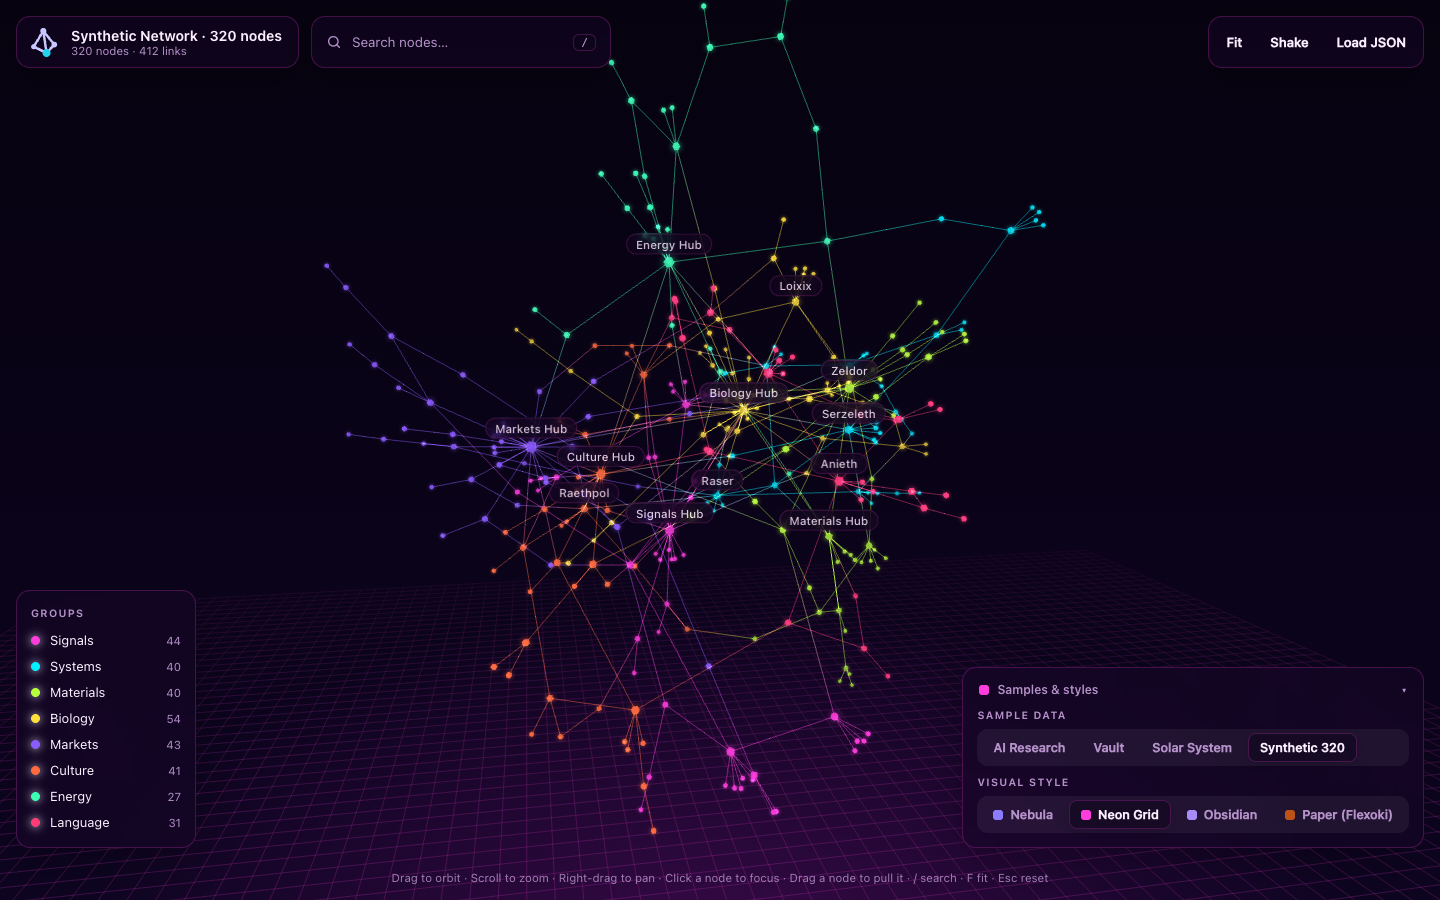 Synthetic Network · 320 nodes
320 nodes · 412 links
Search nodes...
/
Fit
Shake
Load JSON
Energy Hub
Loixix
Zeldor
Biology Hub
Serzeleth
Markets Hub
Culture Hub
Anieth
Raser
Raethpol
Signals Hub
Materials Hub
GROUPS
Signals 44
Systems 40
Materials 40
Biology 54
Markets 43
Culture 41
Energy 27
Language 31
Samples & styles
SAMPLE DATA
AI Research
Vault
Solar System
Synthetic 320
VISUAL STYLE
Nebula
Neon Grid
Obsidian
Paper (Flexoki)
Drag to orbit · Scroll to zoom · Right-drag to pan · Click a node to focus · Drag a node to pull it · / search · F fit · Esc reset